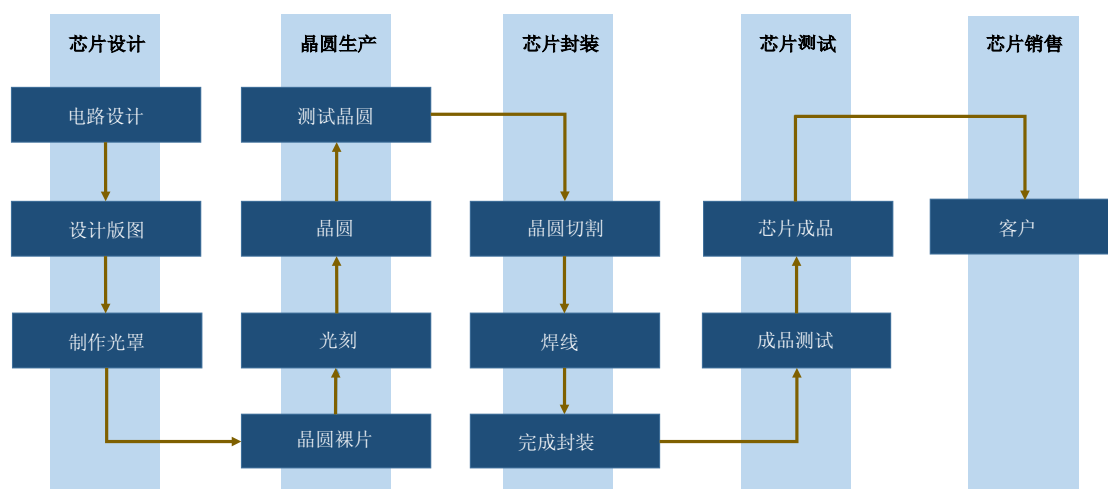 芯片设计
晶圆生产
芯片封装
芯片测试
芯片销售
电路设计
设计版图
制作光罩
测试晶圆
晶圆
光刻
晶圆裸片
晶圆切割
焊线
完成封装
芯片成品
成品测试
客户